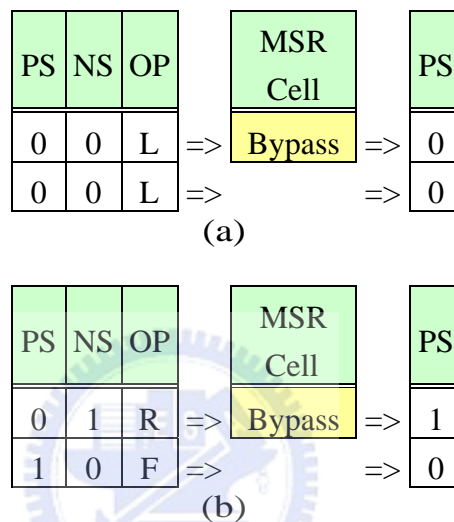 PS NS OP MSR Cell PS
0 0 L => Bypass => 0
0 0 L => => 0
(a)
PS NS OP MSR Cell PS
0 1 R => Bypass => 1
1 0 F => => 0
(b)